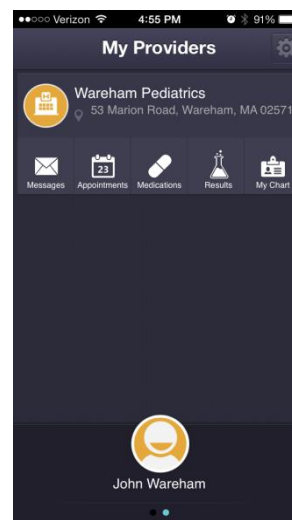 Verizon 4:55 PM 91%
My Providers
Wareham Pediatrics
53 Marion Road, Wareham, MA 02571
23
Messages Appointments Medications Results My Chart
John Wareham